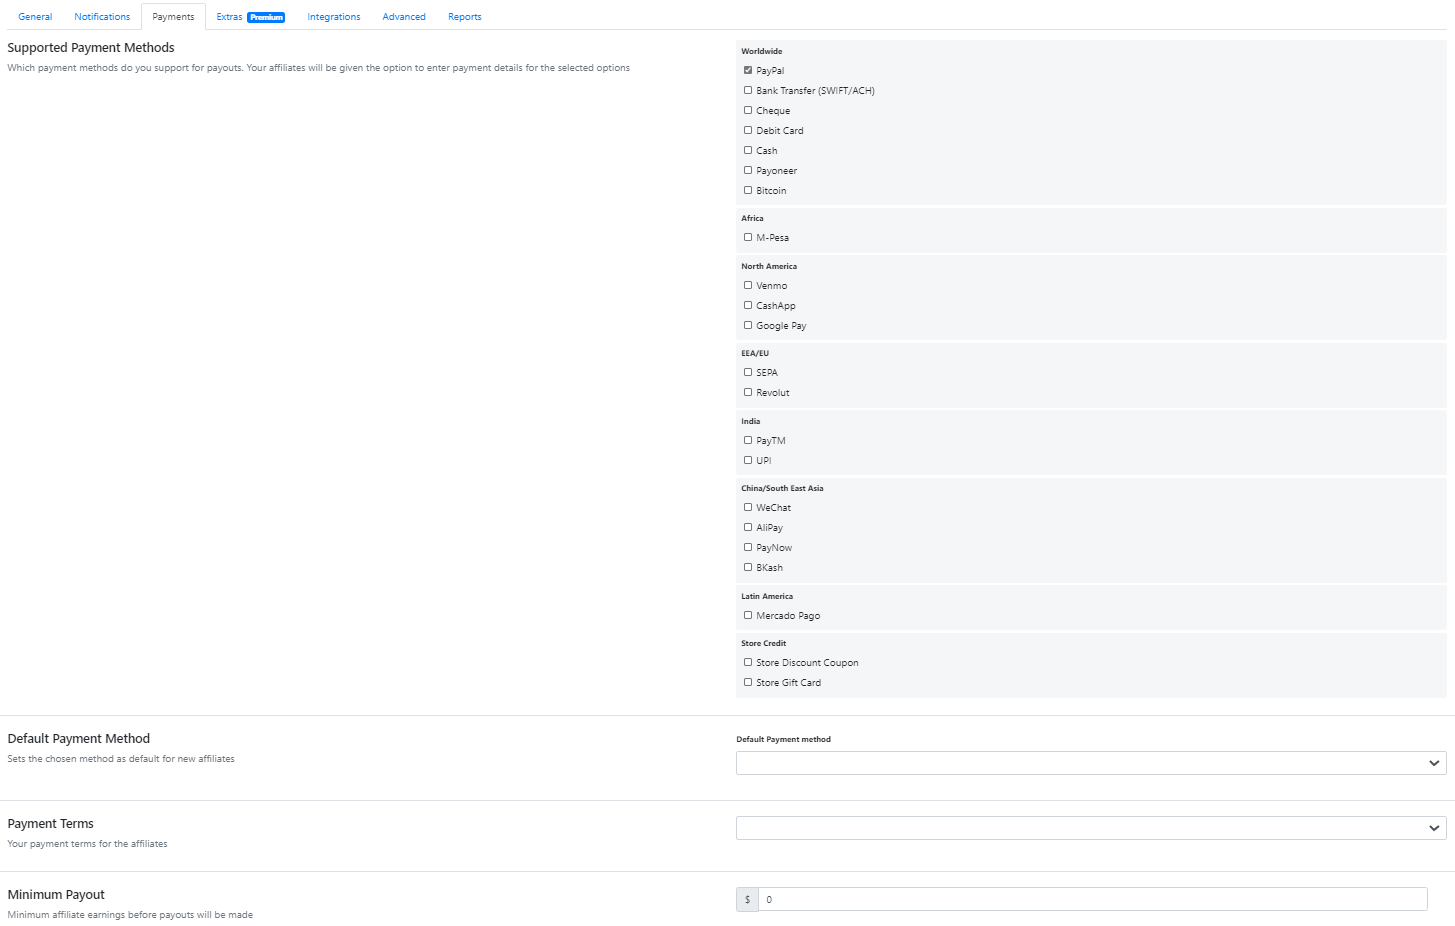 General Notifications Payments Extras Premium Integrations Advanced Reports
Supported Payment Methods
Which payment methods do you support for payouts. Your affiliates will be given the option to enter payment details for the selected options
Worldwide
PayPal
Bank Transfer (SWIFT/ACH)
Cheque
Debit Card
Cash
Payoneer
Bitcoin
Africa
M-Pesa
North America
Venmo
CashApp
Google Pay
EEA/EU
SEPA
Revolut
India
PayTM
UPI
China/South East Asia
WeChat
AliPay
PayNow
BKash
Latin America
Mercado Pago
Store Credit
Store Discount Coupon
Store Gift Card
Default Payment Method
Sets the chosen method as default for new affiliates
Default Payment method
Payment Terms
Your payment terms for the affiliates
Minimum Payout
Minimum affiliate earnings before payouts will be made
$ 0